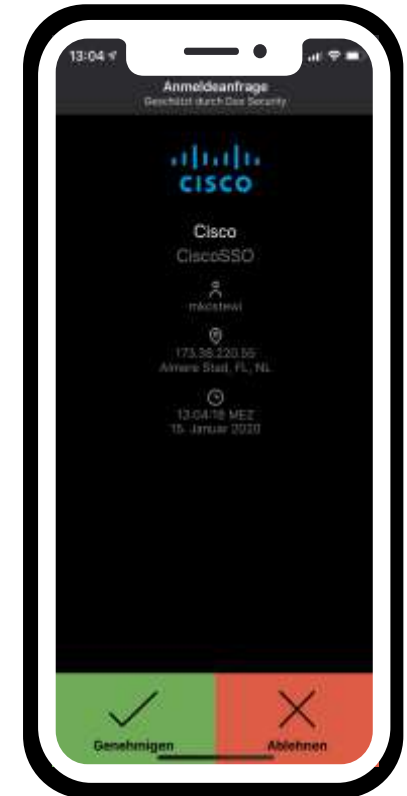 13:04
Anmeldeanfrage
Geschützt durch Duo Security
CISCO
Cisco
CiscoSSO
173.38.220.55
Almere Stad, FL, NL
13:04:18 MEZ
15. Januar 2020
Genehmigen
Ablehnen